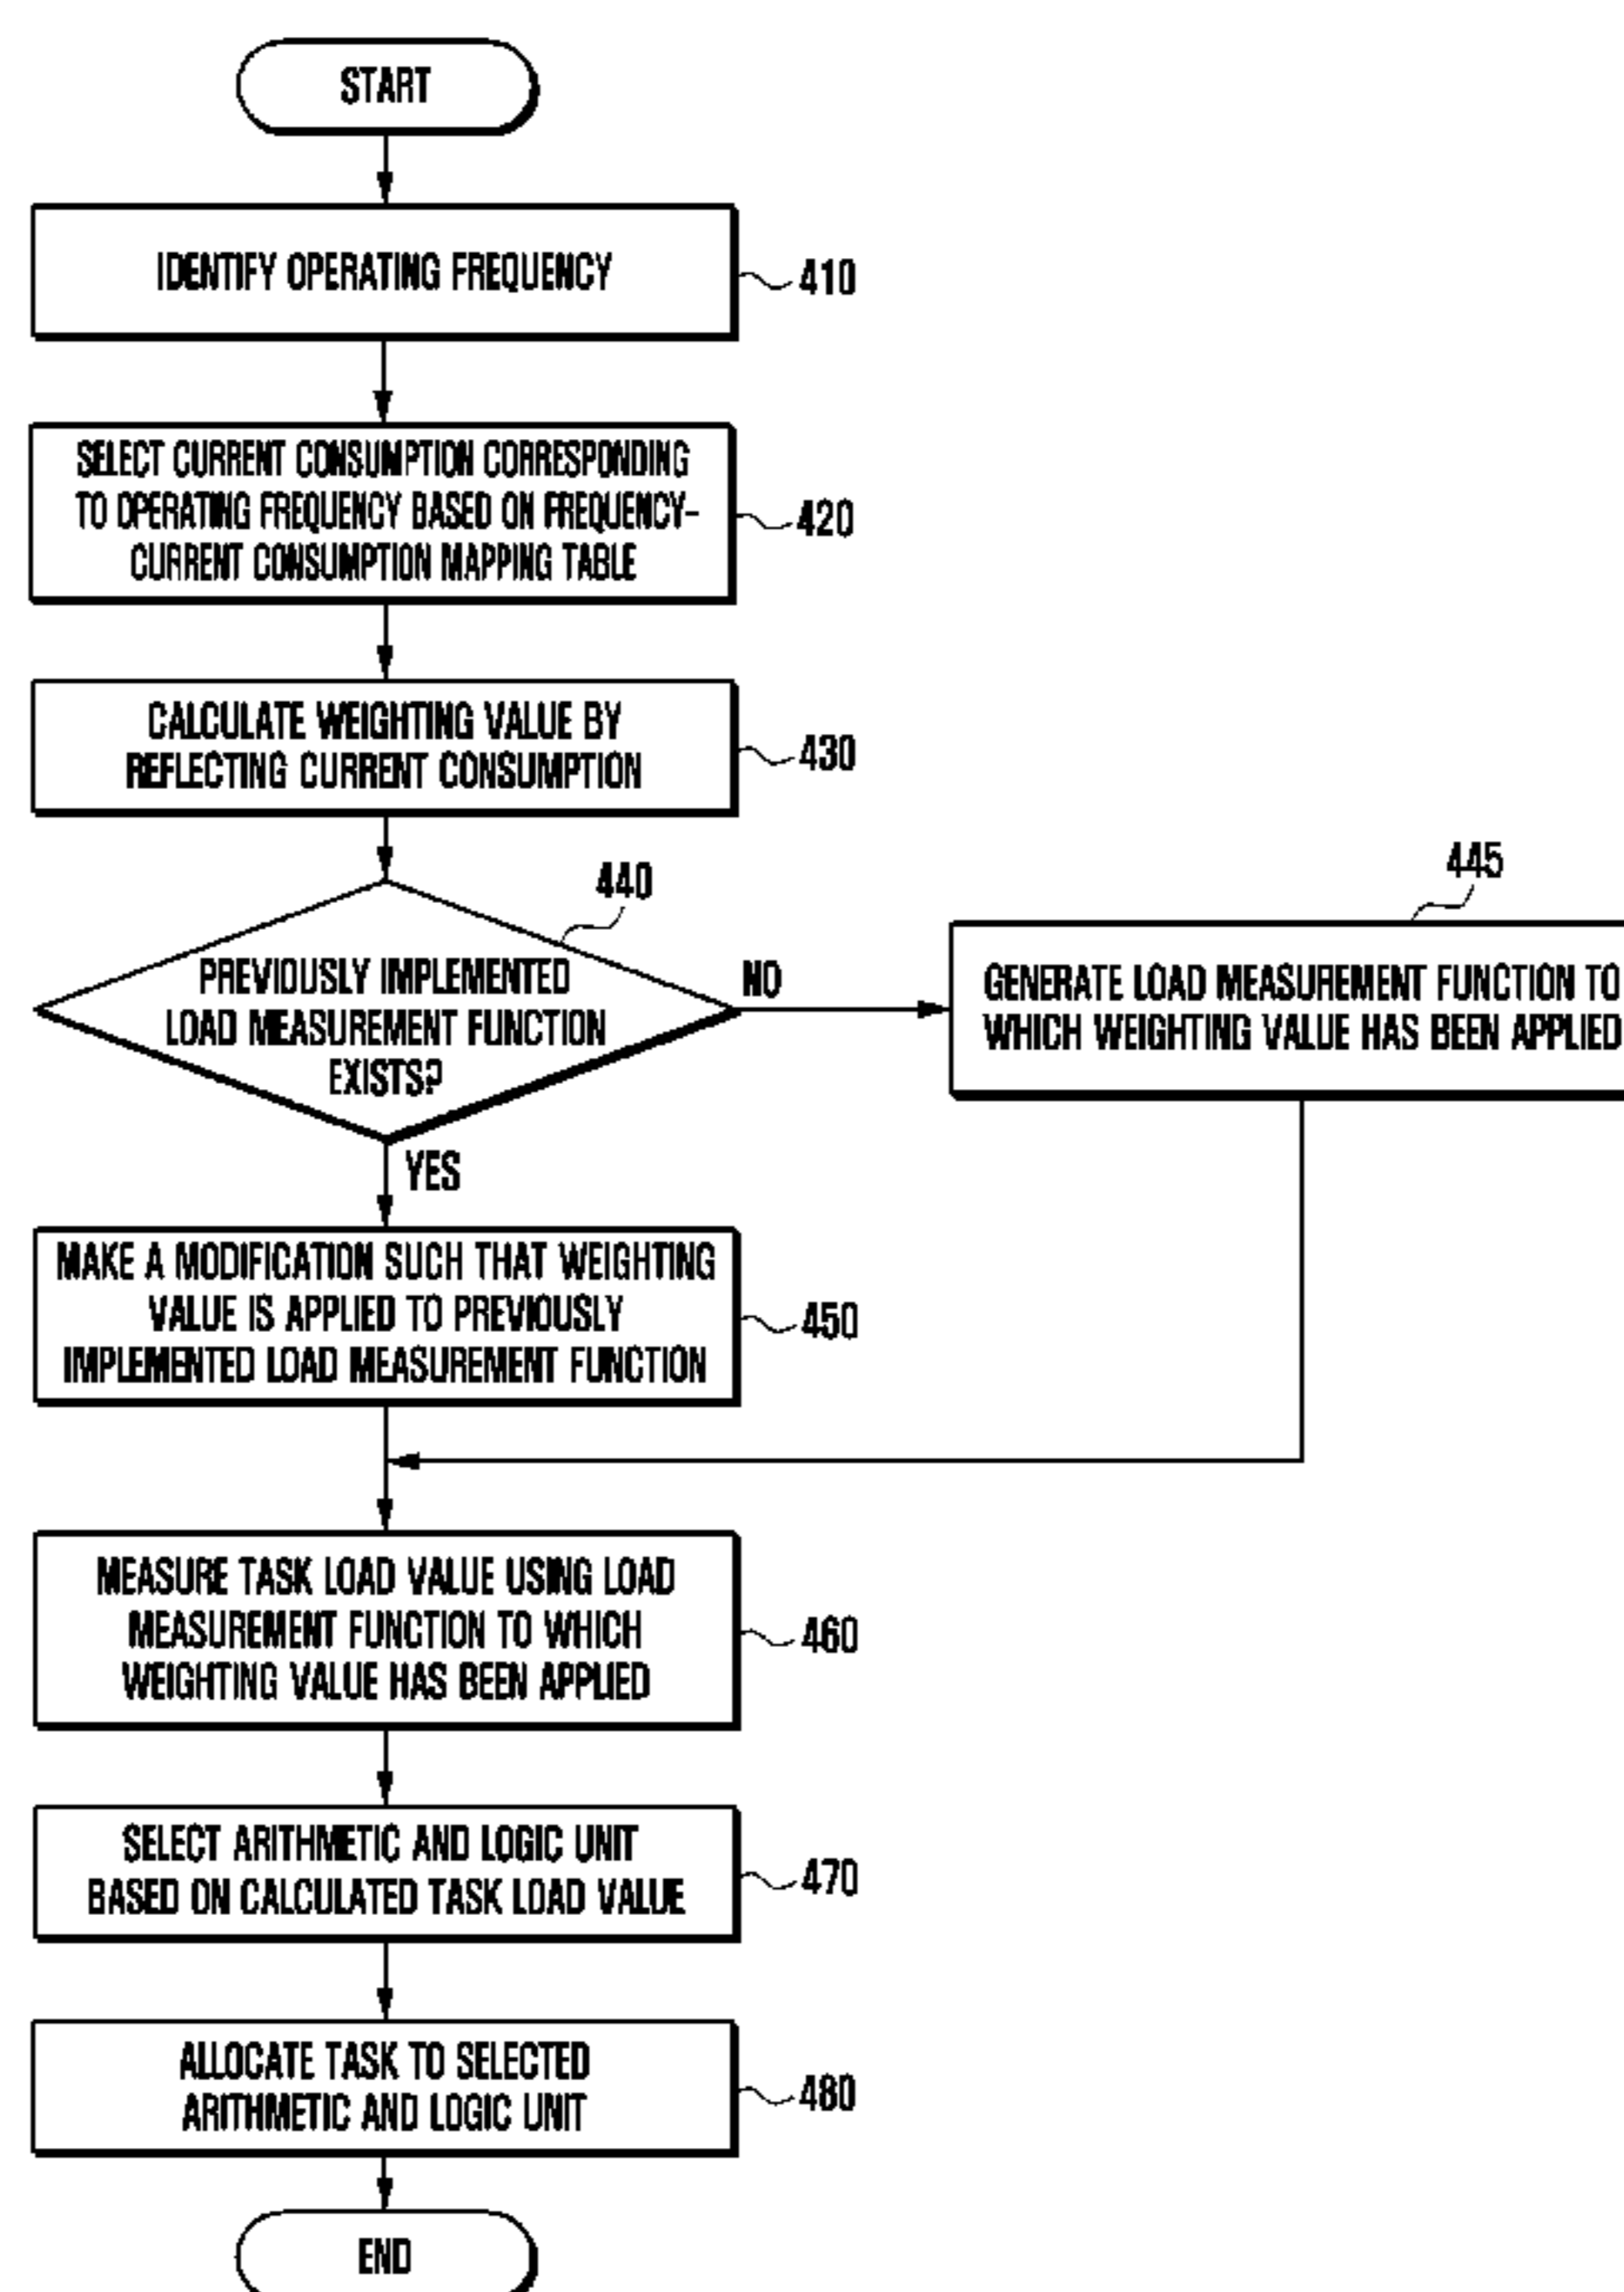 START
IDENTIFY OPERATING FREQUENCY
410
SELECT CURRENT CONSUMPTION CORRESPONDING
TO OPERATING FREQUENCY BASED ON FREQUENCY-
CURRENT CONSUMPTION MAPPING TABLE
420
CALCULATE WEIGHTING VALUE BY
REFLECTING CURRENT CONSUMPTION
430
440
PREVIOUSLY IMPLEMENTED
LOAD MEASUREMENT FUNCTION
EXISTS?
NO
445
GENERATE LOAD MEASUREMENT FUNCTION TO
WHICH WEIGHTING VALUE HAS BEEN APPLIED
YES
MAKE A MODIFICATION SUCH THAT WEIGHTING
VALUE IS APPLIED TO PREVIOUSLY
IMPLEMENTED LOAD MEASUREMENT FUNCTION
450
MEASURE TASK LOAD VALUE USING LOAD
MEASUREMENT FUNCTION TO WHICH
WEIGHTING VALUE HAS BEEN APPLIED
460
SELECT ARITHMETIC AND LOGIC UNIT
BASED ON CALCULATED TASK LOAD VALUE
470
ALLOCATE TASK TO SELECTED
ARITHMETIC AND LOGIC UNIT
480
END